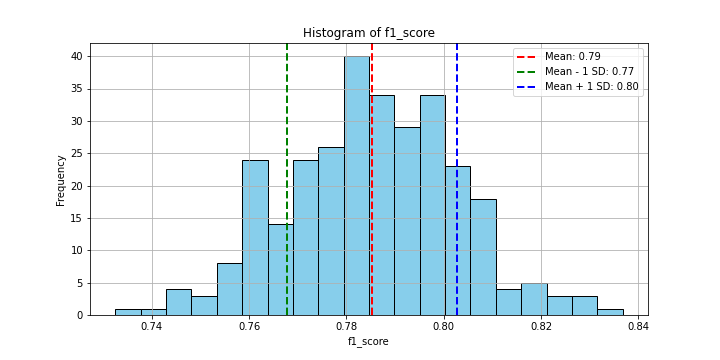 Histogram of f1_score
Mean: 0.79
Mean - 1 SD: 0.77
Mean + 1 SD: 0.80
Frequency
40
35
30
25
20
15
10
5
0
0.74
0.76
0.78
0.80
0.82
0.84
f1_score